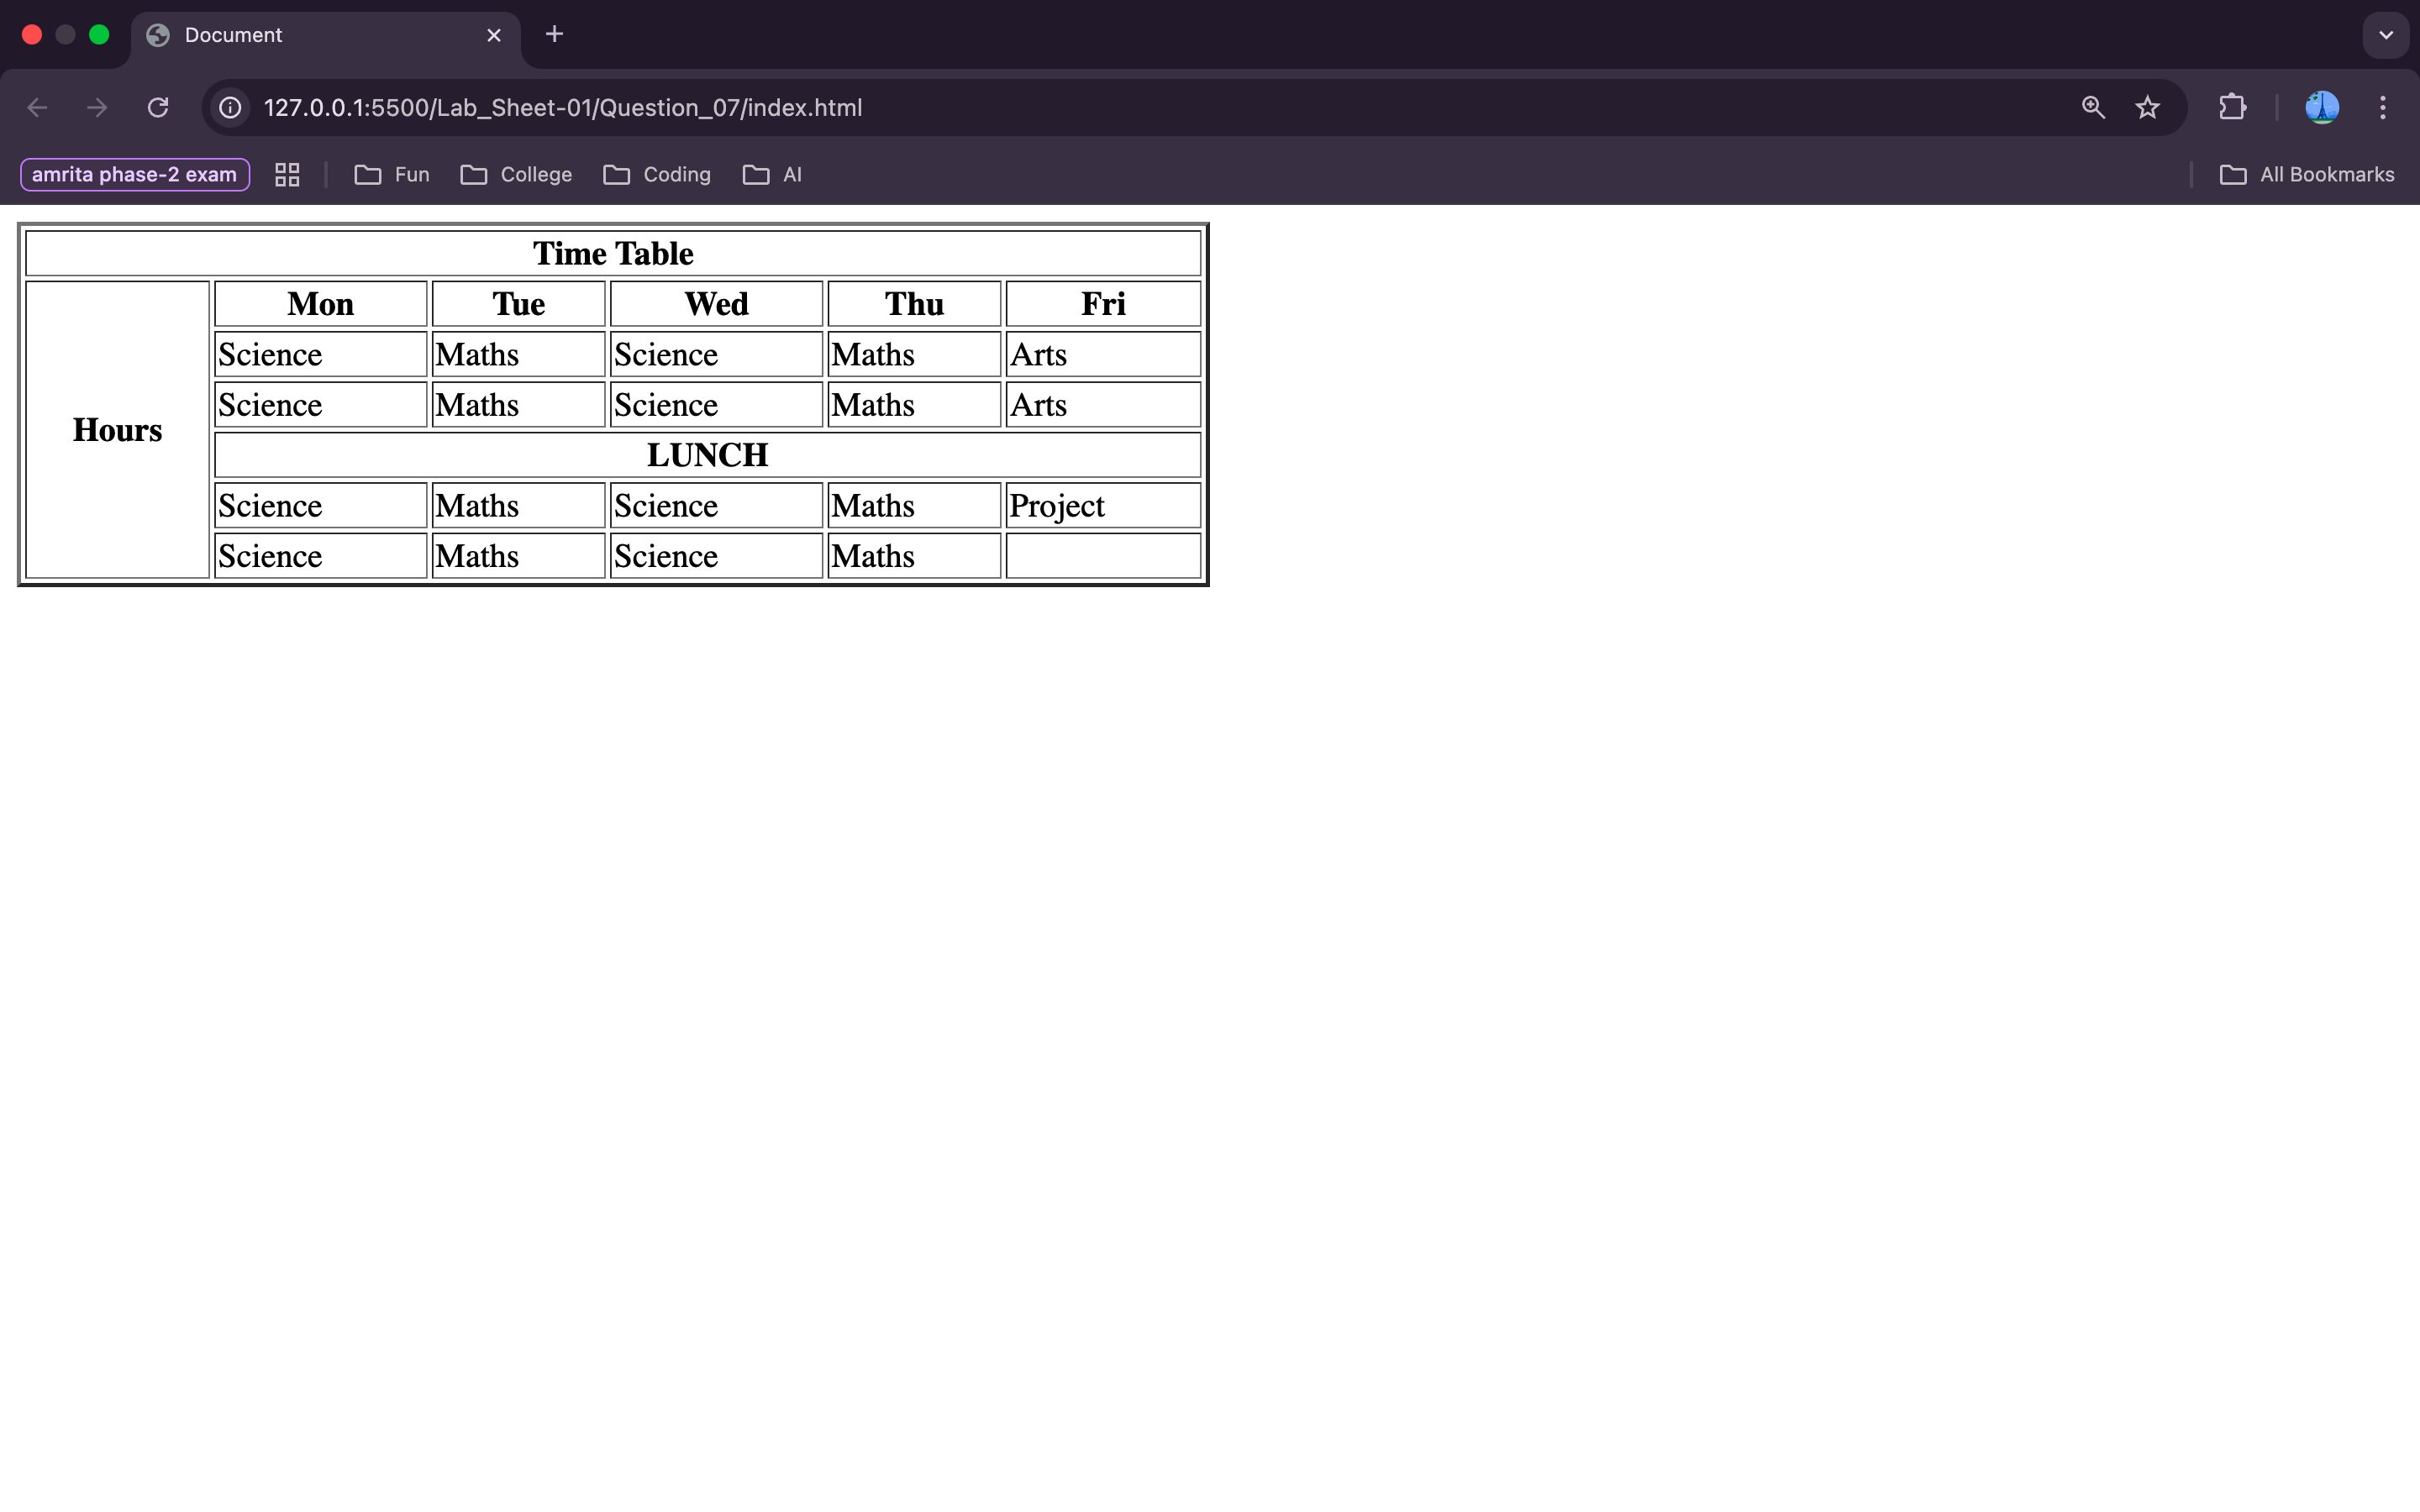 Document
127.0.0.1:5500/Lab_Sheet-01/Question_07/index.html
amrita phase-2 exam Fun College Coding AI All Bookmarks
Time Table
Mon Tue Wed Thu Fri
Science Maths Science Maths Arts
Science Maths Science Maths Arts
Hours
LUNCH
Science Maths Science Maths Project
Science Maths Science Maths